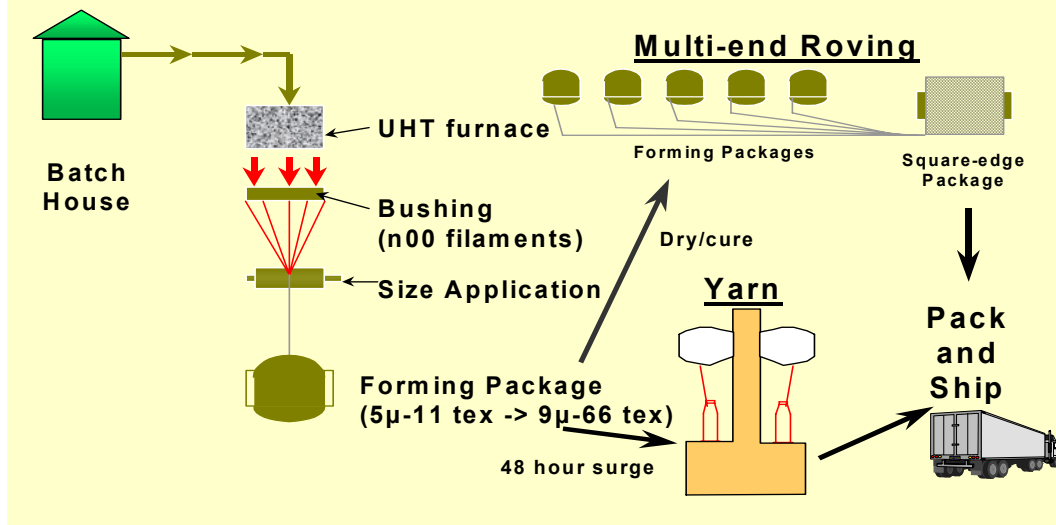 Multi-end Roving
UHT furnace
Forming Packages
Square-edge
Package
Batch
House
Bushing
(n00 filaments)
Dry/cure
Size Application
Yarn
Pack
and
Ship
Forming Package
(5µ-11 tex -> 9µ-66 tex)
48 hour surge